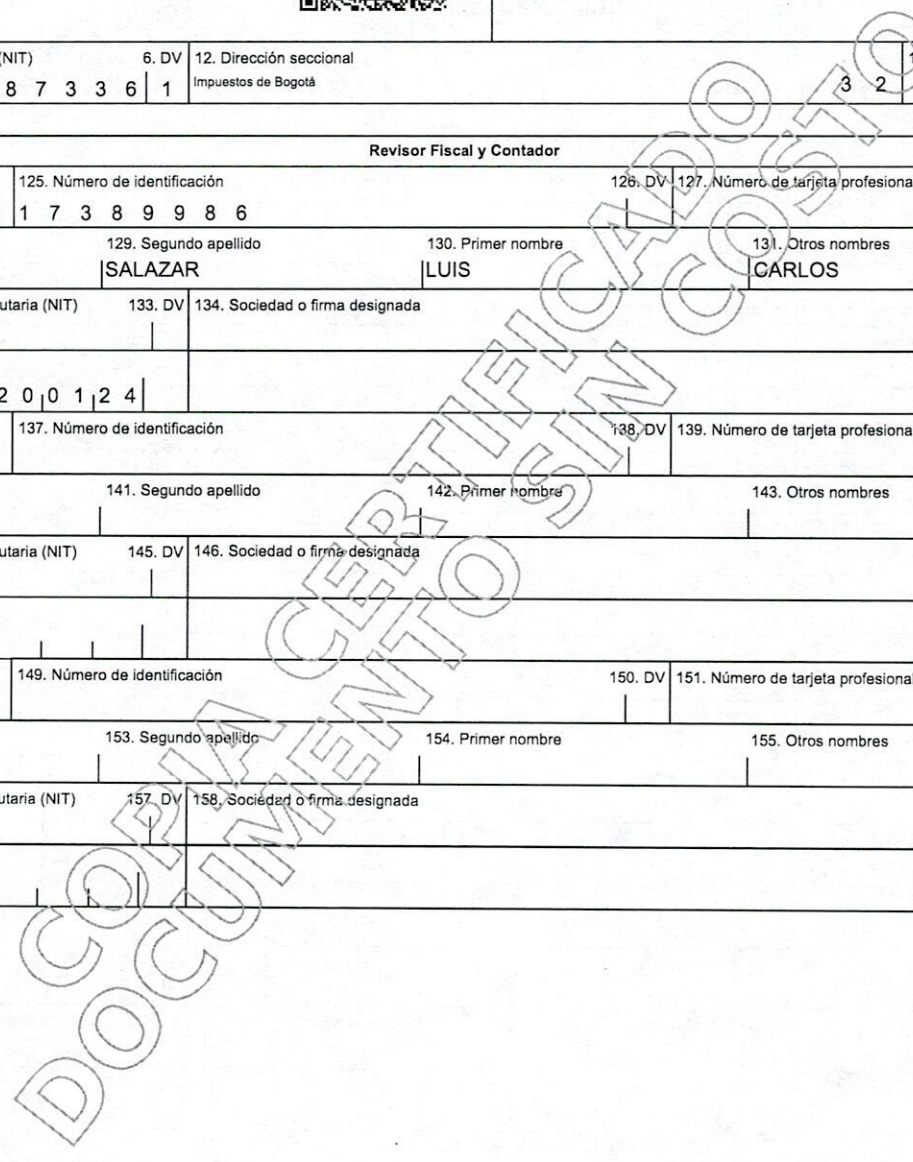 (NIT) 6. DV 12. Dirección seccional
8 7 3 3 6 1 Impuestos de Bogotá 3 2
Revisor Fiscal y Contador
125. Número de identificación 126. DV 127. Número de tarjeta profesional
1 7 3 8 9 9 8 6
129. Segundo apellido 130. Primer nombre 131. Otros nombres
SALAZAR LUIS CARLOS
utaria (NIT) 133. DV 134. Sociedad o firma designada
2 0 0 1 2 4
137. Número de identificación 138. DV 139. Número de tarjeta profesional
141. Segundo apellido 142. Primer nombre 143. Otros nombres
utaria (NIT) 145. DV 146. Sociedad o firma designada
149. Número de identificación 150. DV 151. Número de tarjeta profesional
153. Segundo apellido 154. Primer nombre 155. Otros nombres
utaria (NIT) 157. DV 158. Sociedad o firma designada
COPIA CERTIFICADO
DOCUMENTO SIN COSTO